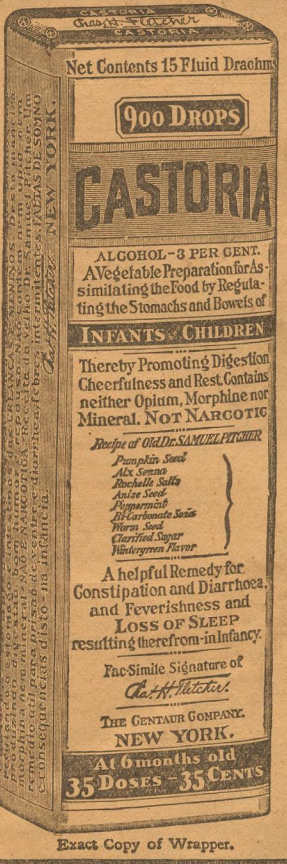 CASTORIA
Chas. H. Fletcher
CASTORIA
Net Contents 15 Fluid Drachms
900 DROPS
CASTORIA
ALCOHOL-3 PER CENT.
A Vegetable Preparation for As-
similating the Food by Regula-
ting the Stomachs and Bowels of
INFANTS & CHILDREN
Thereby Promoting Digestion
Cheerfulness and Rest. Contains
neither Opium, Morphine nor
Mineral. NOT NARCOTIC
Recipe of Old Dr. SAMUEL PITCHER
Pumpkin Seed
Alx Senna
Rochelle Salts
Anise Seed
Peppermint
Bi Carbonate Soda
Worm Seed
Clarified Sugar
Wintergreen Flavor
A helpful Remedy for
Constipation and Diarrhoea,
and Feverishness and
LOSS OF SLEEP
resulting therefrom-in Infancy.
Fac-Simile Signature of
Chas. H. Fletcher.
THE CENTAUR COMPANY.
NEW YORK.
At 6 months old
35 DOSES - 35 CENTS
Chas. H. Fletcher. NEW YORK.
Exact Copy of Wrapper.